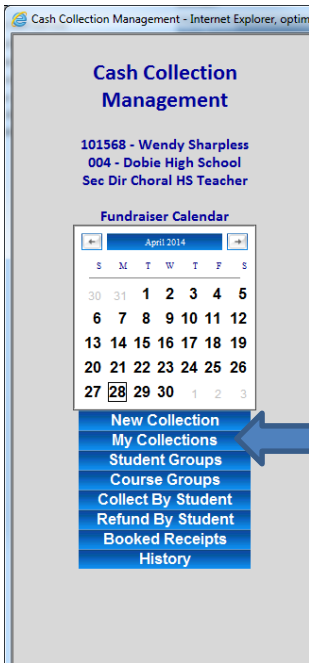 Cash Collection Management - Internet Explorer, optim
Cash Collection
Management
101568 - Wendy Sharpless
004 - Dobie High School
Sec Dir Choral HS Teacher
Fundraiser Calendar
April 2014
S M T W T F S
30 31 1 2 3 4 5
6 7 8 9 10 11 12
13 14 15 16 17 18 19
20 21 22 23 24 25 26
27 28 29 30 1 2 3
New Collection
My Collections
Student Groups
Course Groups
Collect By Student
Refund By Student
Booked Receipts
History